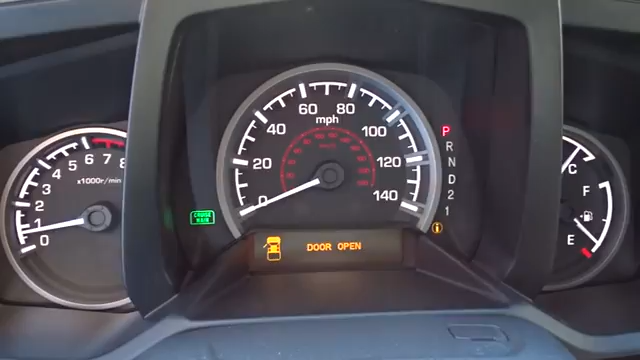 60 80
mph
40 100
20 120
0 140
0 1 2 3 4 5 6 7 8
x1000r/min
P
R
N
D
2
1
C
F
E
CRUISE
MAIN
DOOR OPEN